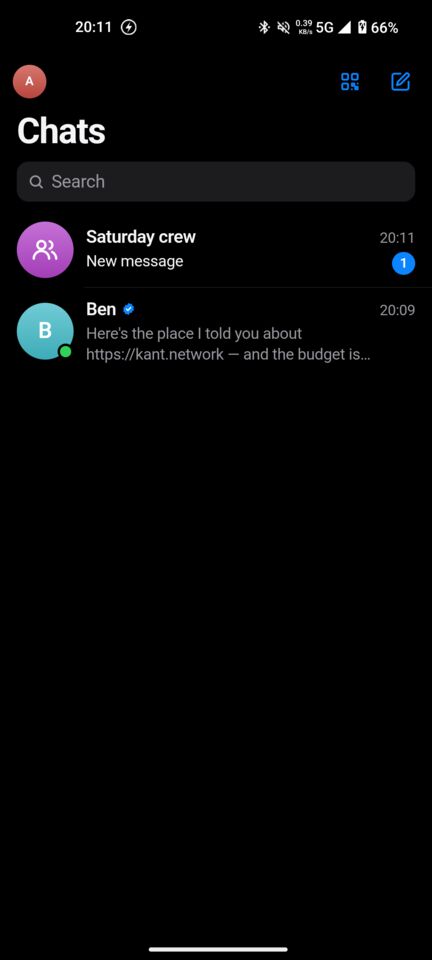 20:11
0.39 KB/s 5G 66%
A
Chats
Search
Saturday crew 20:11
New message 1
B
Ben 20:09
Here's the place I told you about
https://kant.network — and the budget is…